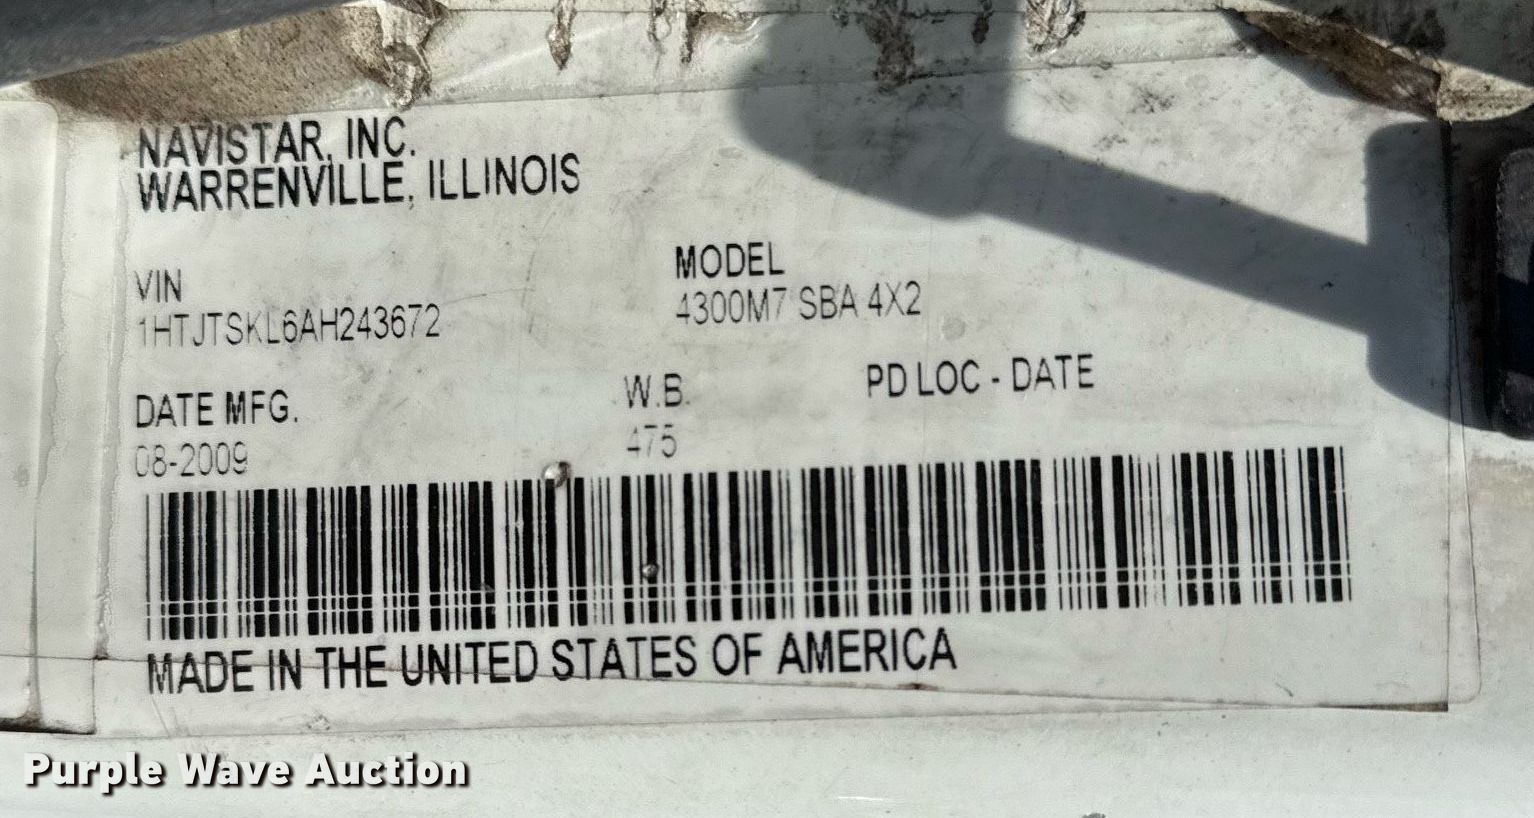 NAVISTAR, INC.
WARRENVILLE, ILLINOIS
VIN
1HTJTSKL6AH243672
MODEL
4300M7 SBA 4X2
DATE MFG.
08-2009
W.B.
475
PD LOC - DATE
MADE IN THE UNITED STATES OF AMERICA
Purple Wave Auction